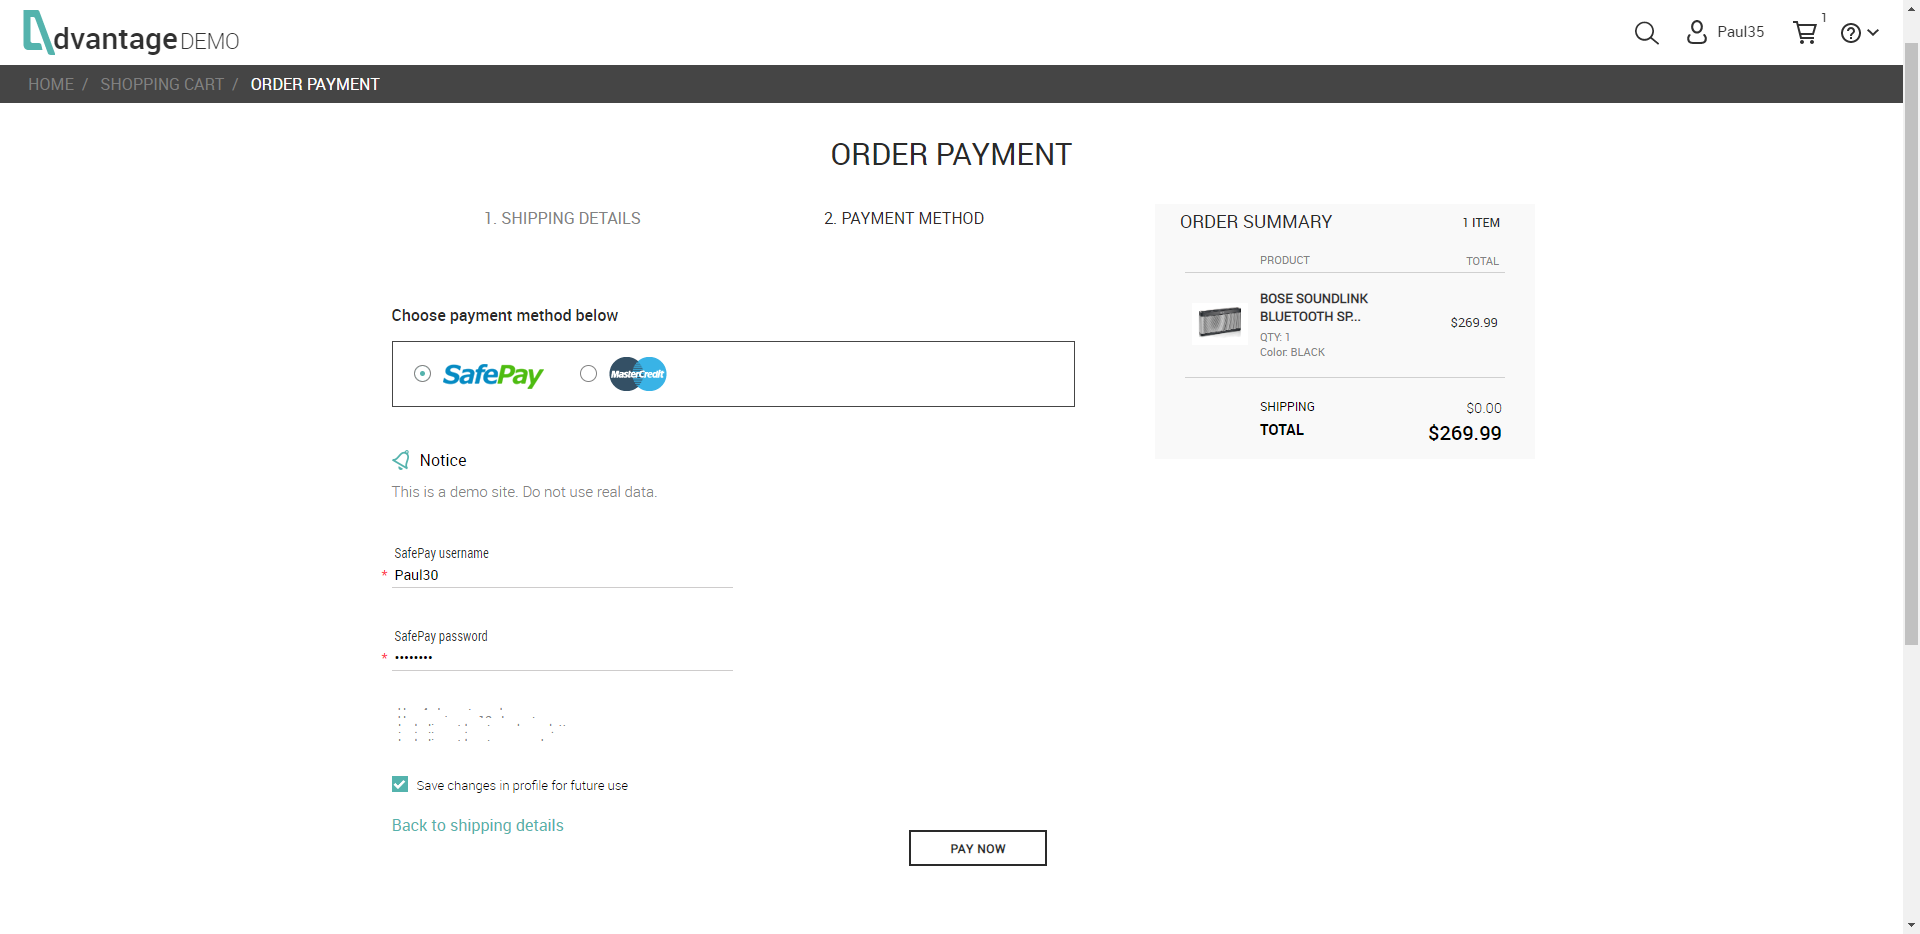 dvantage DEMO
Paul35
1
HOME / SHOPPING CART / ORDER PAYMENT
ORDER PAYMENT
1. SHIPPING DETAILS
2. PAYMENT METHOD
Choose payment method below
SafePay
MasterCredit
Notice
This is a demo site. Do not use real data.
SafePay username
* Paul30
SafePay password
* ••••••••
Save changes in profile for future use
Back to shipping details
PAY NOW
ORDER SUMMARY
1 ITEM
PRODUCT
TOTAL
BOSE SOUNDLINK
BLUETOOTH SP...
$269.99
QTY: 1
Color: BLACK
SHIPPING
$0.00
TOTAL
$269.99